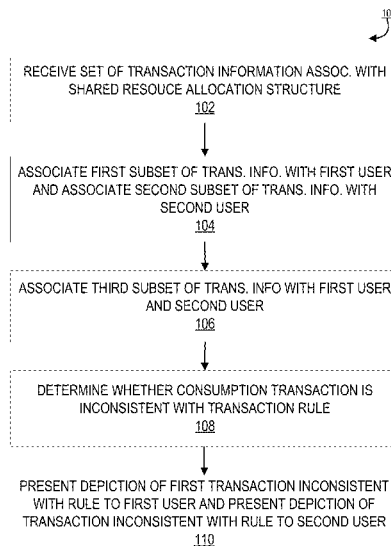 10
RECEIVE SET OF TRANSACTION INFORMATION ASSOC. WITH
SHARED RESOUCE ALLOCATION STRUCTURE
102
ASSOCIATE FIRST SUBSET OF TRANS. INFO. WITH FIRST USER
AND ASSOCIATE SECOND SUBSET OF TRANS. INFO. WITH
SECOND USER
104
ASSOCIATE THIRD SUBSET OF TRANS. INFO WITH FIRST USER
AND SECOND USER
106
DETERMINE WHETHER CONSUMPTION TRANSACTION IS
INCONSISTENT WITH TRANSACTION RULE
108
PRESENT DEPICTION OF FIRST TRANSACTION INCONSISTENT
WITH RULE TO FIRST USER AND PRESENT DEPICTION OF
TRANSACTION INCONSISTENT WITH RULE TO SECOND USER
110